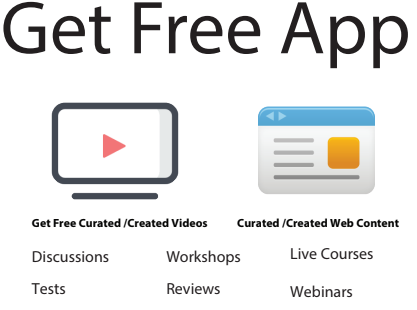 Get Free App
Get Free Curated /Created Videos
Curated /Created Web Content
Discussions
Workshops
Live Courses
Tests
Reviews
Webinars